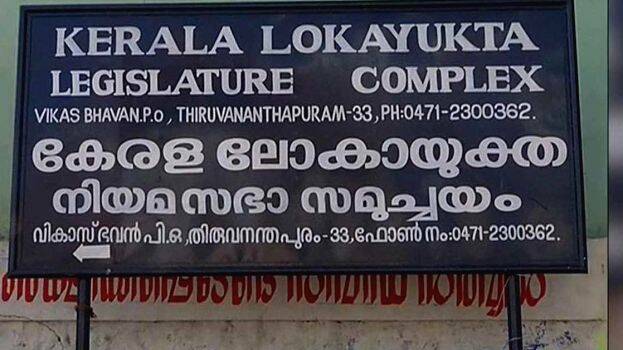 KERALA LOKAYUKTA
LEGISLATURE COMPLEX
VIKAS BHAVAN.P.O, THIRUVANANTHAPURAM-33,PH:0471-2300362.
കേരള ലോകായുക്ത
നിയമസഭാ സമുച്ചയം
വികാസ് ഭവൻ പി.ഒ,തിരുവനന്തപുരം-33,ഫോൺ നം:0471-2300362.